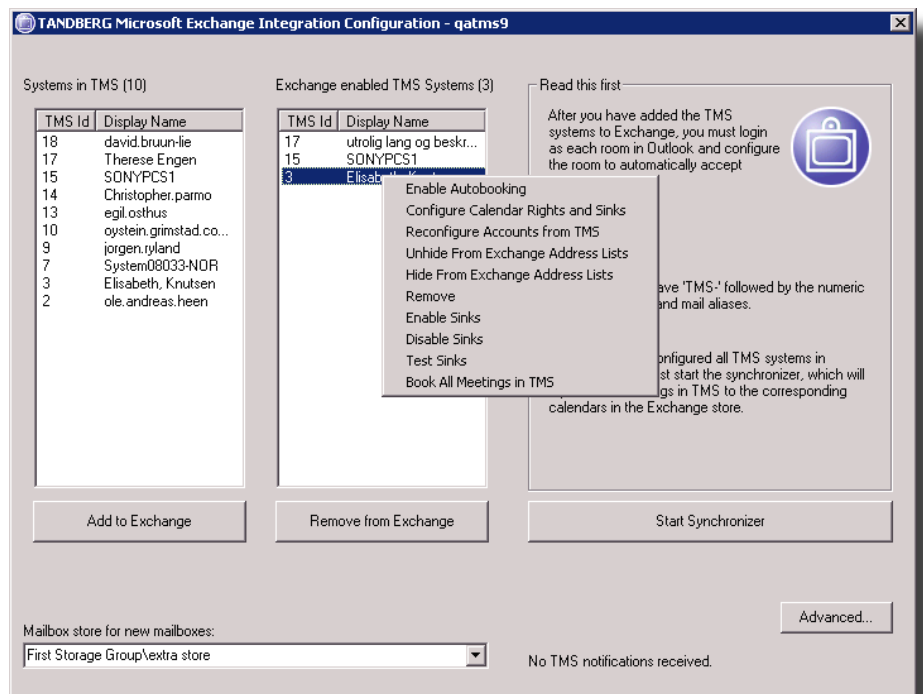 TANDBERG Microsoft Exchange Integration Configuration - qatms9
Systems in TMS (10)
TMS Id Display Name
18 david.bruun-lie
17 Therese Engen
15 SONYPCS1
14 Christopher.parmo
13 egil.osthus
10 oystein.grimstad.co...
9 jorgen.ryland
7 System08033-NOR
3 Elisabeth, Knutsen
2 ole.andreas.heen
Add to Exchange
Exchange enabled TMS Systems (3)
TMS Id Display Name
17 utrolig lang og beskr...
15 SONYPCS1
3
Enable Autobooking
Configure Calendar Rights and Sinks
Reconfigure Accounts from TMS
Unhide From Exchange Address Lists
Hide From Exchange Address Lists
Remove
Enable Sinks
Disable Sinks
Test Sinks
Book All Meetings in TMS
Remove from Exchange
Read this first
After you have added the TMS
systems to Exchange, you must login
as each room in Outlook and configure
the room to automatically accept
'TMS-' followed by the numeric
and mail aliases.
all TMS systems in
start the synchronizer, which will
in TMS to the corresponding
calendars in the Exchange store.
Start Synchronizer
Advanced...
Mailbox store for new mailboxes:
First Storage Group\extra store
No TMS notifications received.